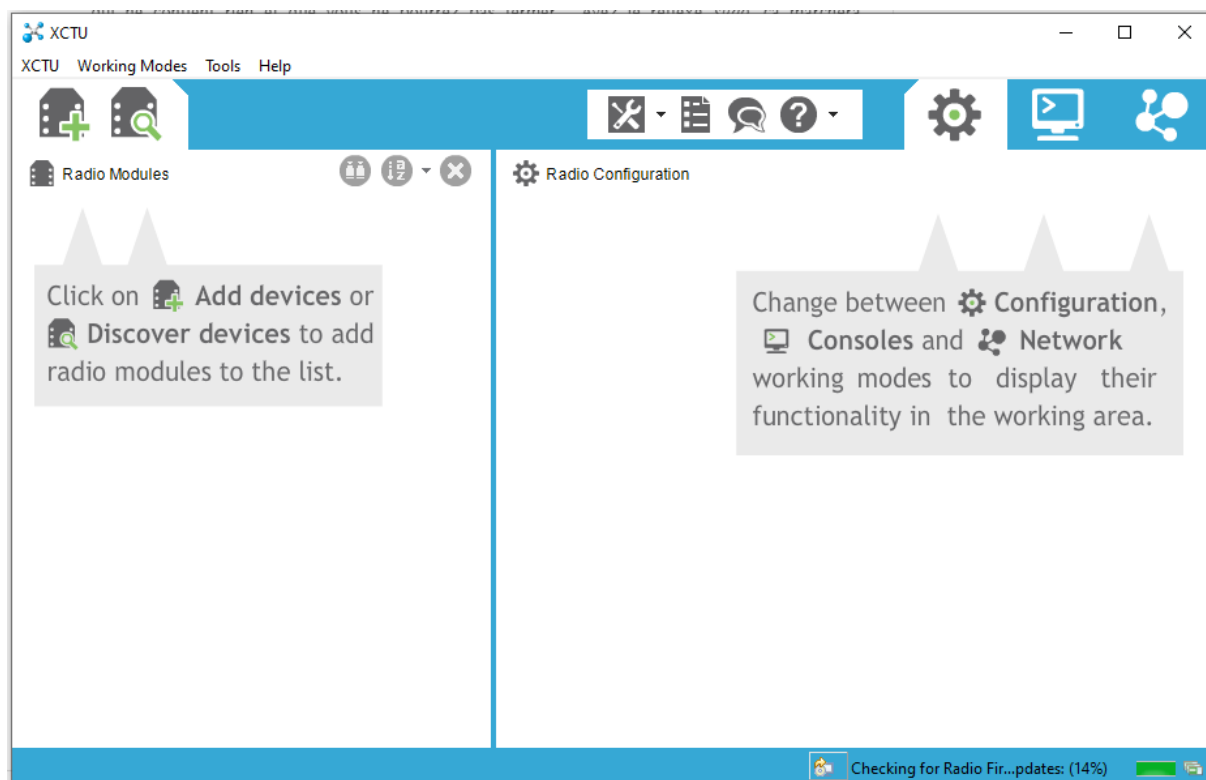 XCTU
XCTU Working Modes Tools Help
Radio Modules
Radio Configuration
Click on Add devices or
Discover devices to add
radio modules to the list.
Change between Configuration,
Consoles and Network
working modes to display their
functionality in the working area.
Checking for Radio Fir...pdates: (14%)